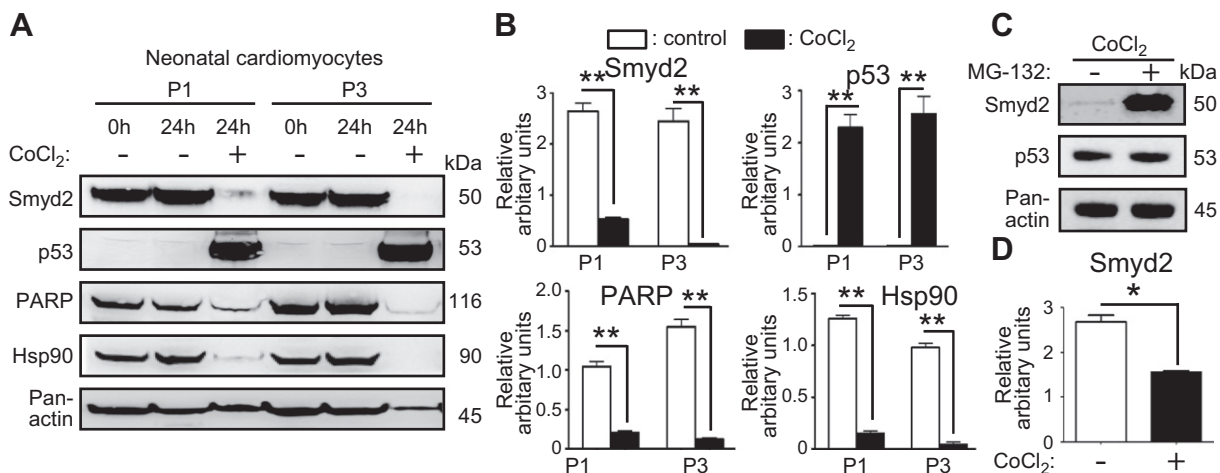 A
Neonatal cardiomyocytes
P1 P3
0h 24h 24h 0h 24h 24h
CoCl2: - - + - - + kDa
Smyd2 50
p53 53
PARP 116
Hsp90 90
Pan-
actin 45
B
: control : CoCl2
Smyd2
Relative
arbitary units
3
2
1
0
**
**
P1 P3
p53
Relative
arbitary units
3
2
1
0
**
**
P1 P3
PARP
Relative
arbitary units
2.0
1.5
1.0
0.5
0.0
**
**
P1 P3
Hsp90
Relative
arbitary units
1.5
1.0
0.5
0.0
**
**
P1 P3
C
CoCl2
MG-132: - + kDa
Smyd2 50
p53 53
Pan-
actin 45
D
Smyd2
Relative
arbitary units
3
2
1
0
*
CoCl2: - +